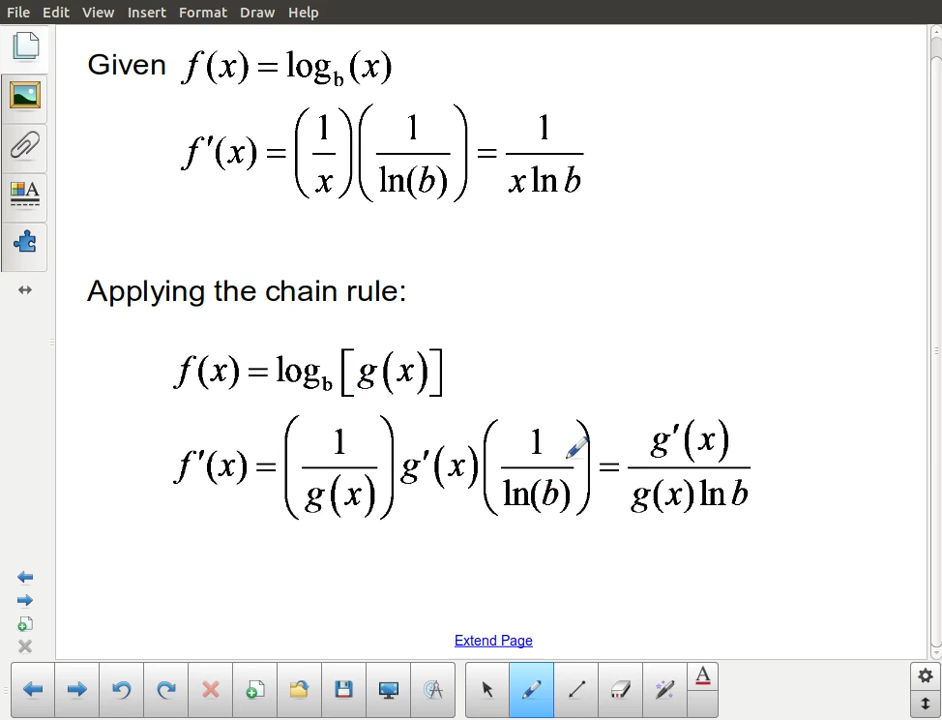 File Edit View Insert Format Draw Help
Given f(x) = log_b(x)
f′(x) = (1/x)(1/ln(b)) = 1/(x ln b)
Applying the chain rule:
f(x) = log_b[g(x)]
f′(x) = (1/g(x)) g′(x) (1/ln(b)) = g′(x)/(g(x) ln b)
Extend Page